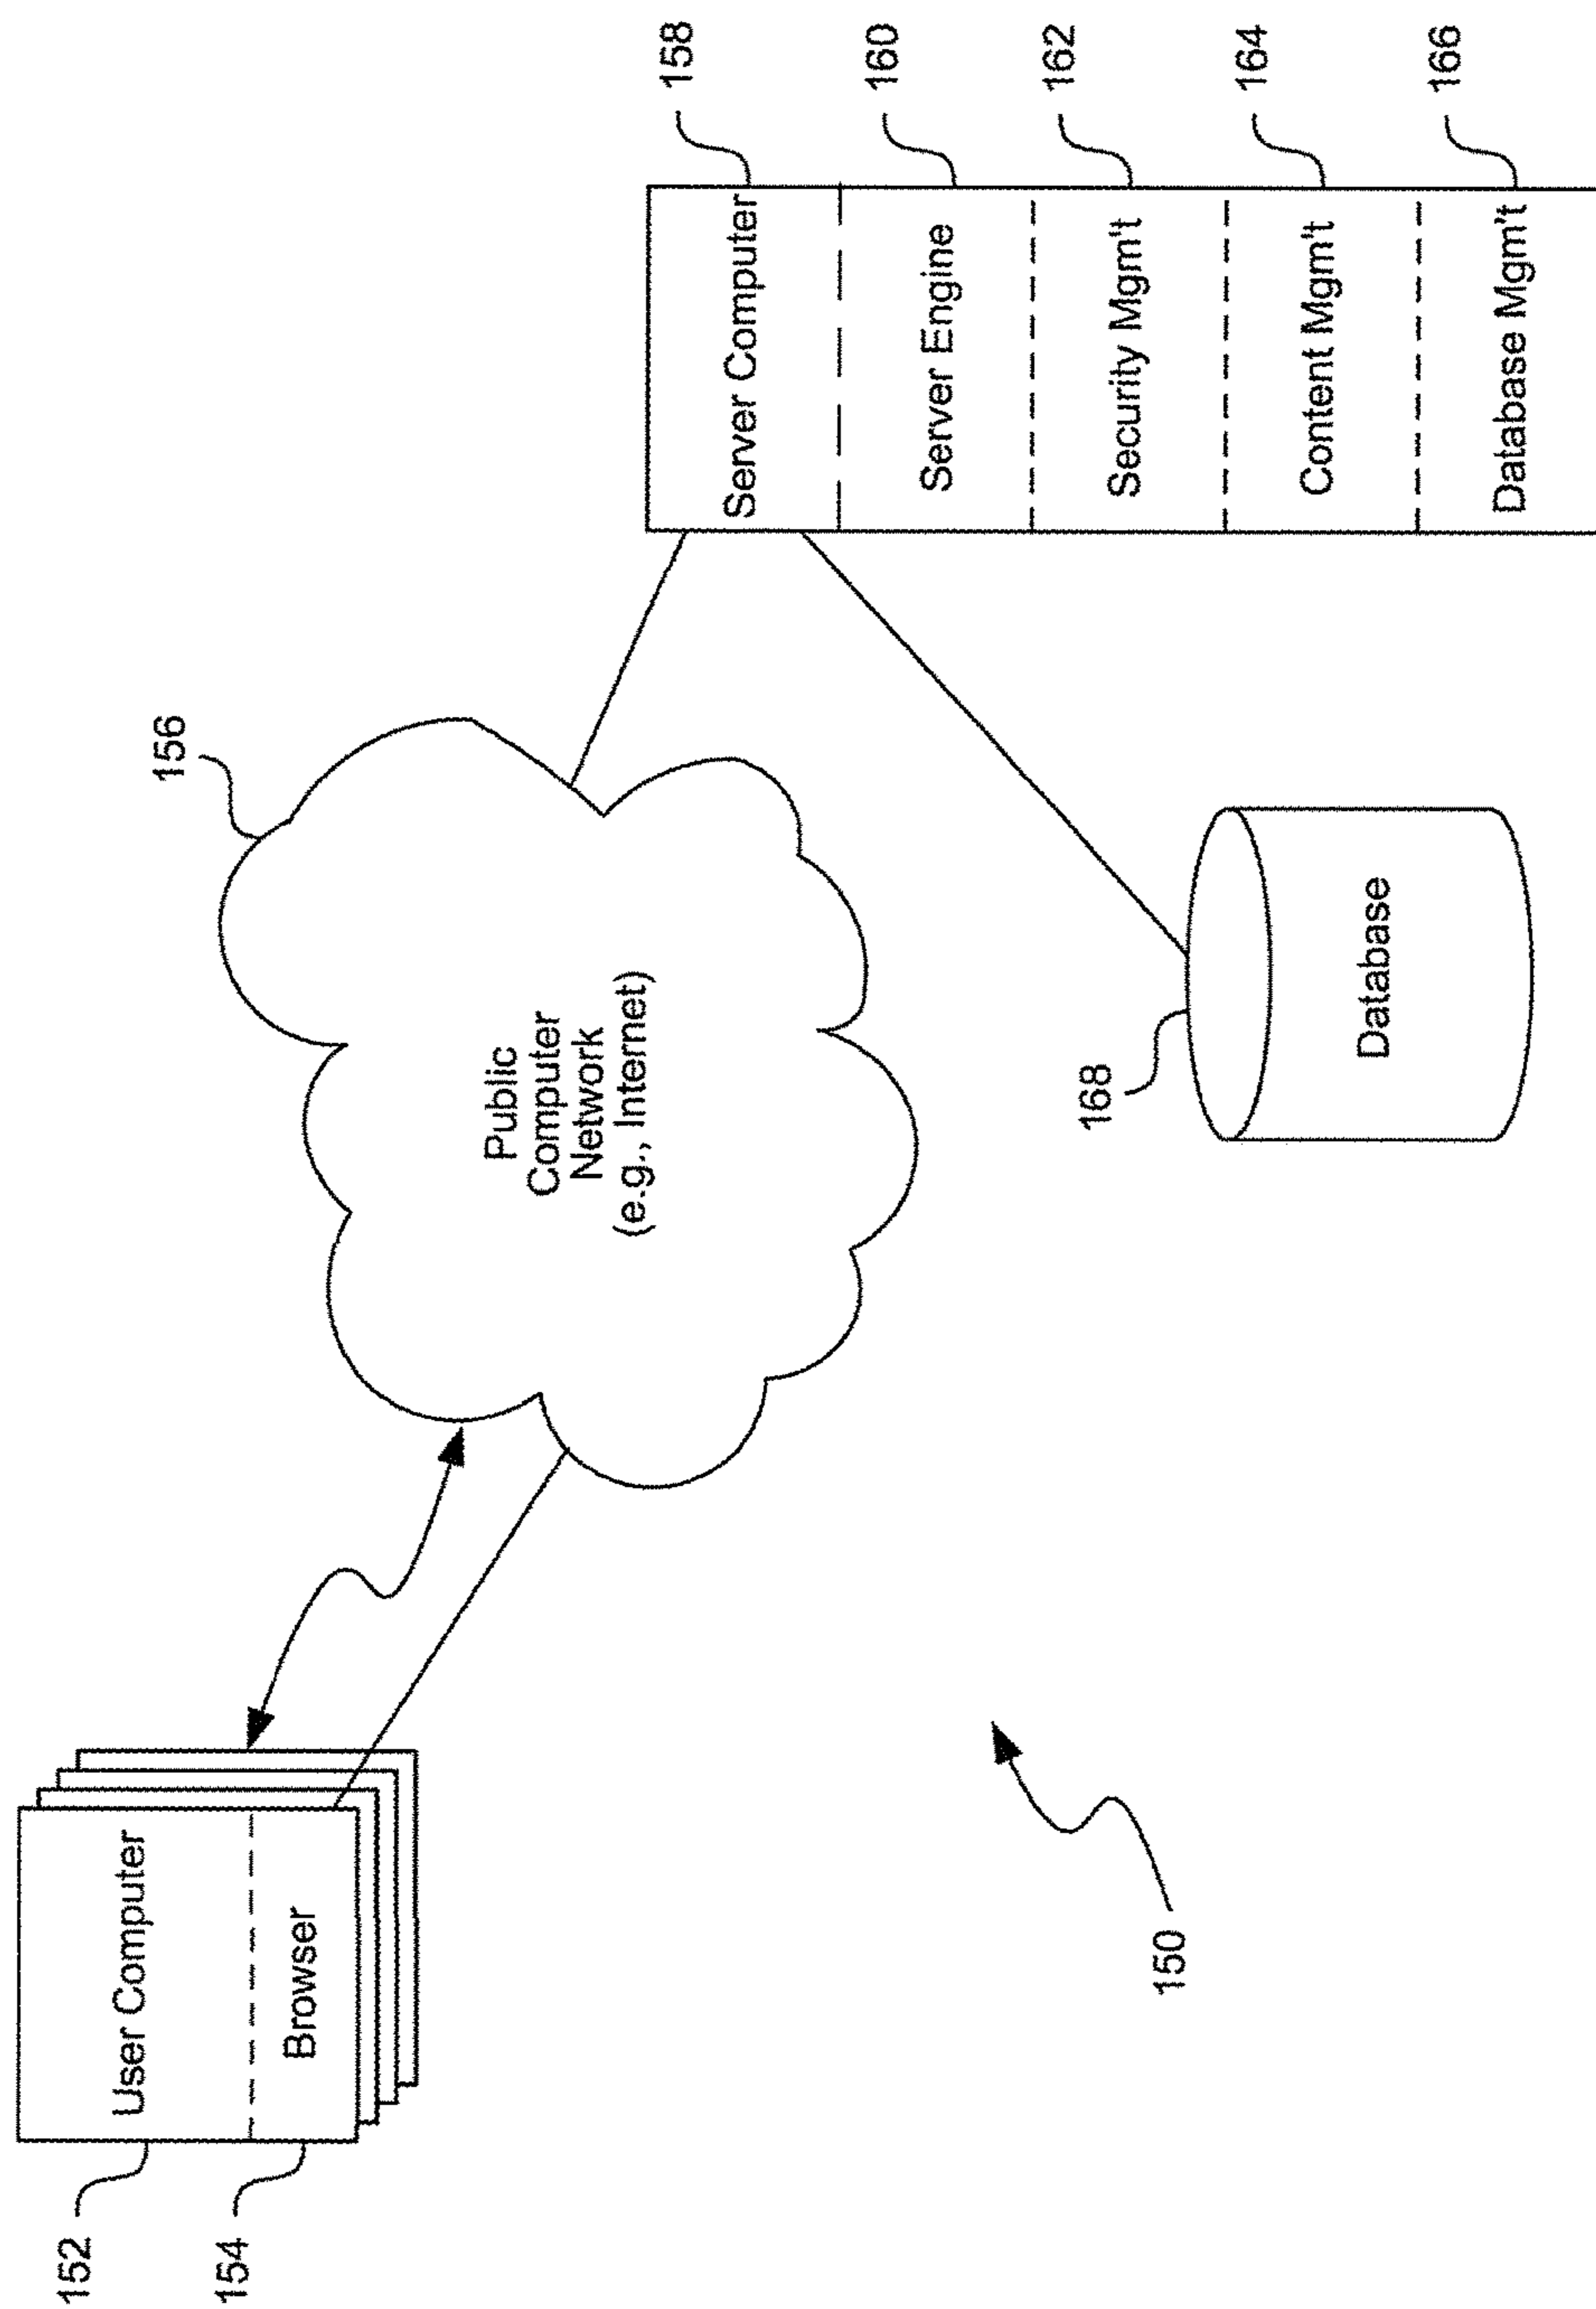 152
User Computer
154
Browser
156
Public
Computer
Network
(e.g., Internet)
Server Computer
158
Server Engine
160
Security Mgm't
162
Content Mgm't
164
Database Mgm't
166
168
Database
150